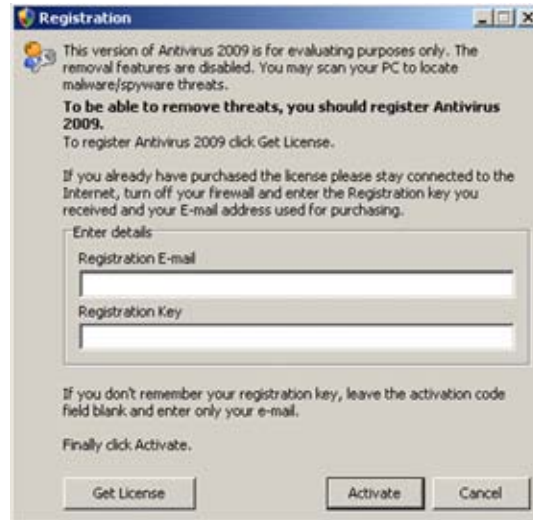 Registration
This version of Antivirus 2009 is for evaluating purposes only. The
removal features are disabled. You may scan your PC to locate
malware/spyware threats.
To be able to remove threats, you should register Antivirus
2009.
To register Antivirus 2009 click Get License.
If you already have purchased the license please stay connected to the
Internet, turn off your firewall and enter the Registration key you
received and your E-mail address used for purchasing.
Enter details
Registration E-mail
Registration Key
If you don't remember your registration key, leave the activation code
field blank and enter only your e-mail.
Finally click Activate.
Get License Activate Cancel